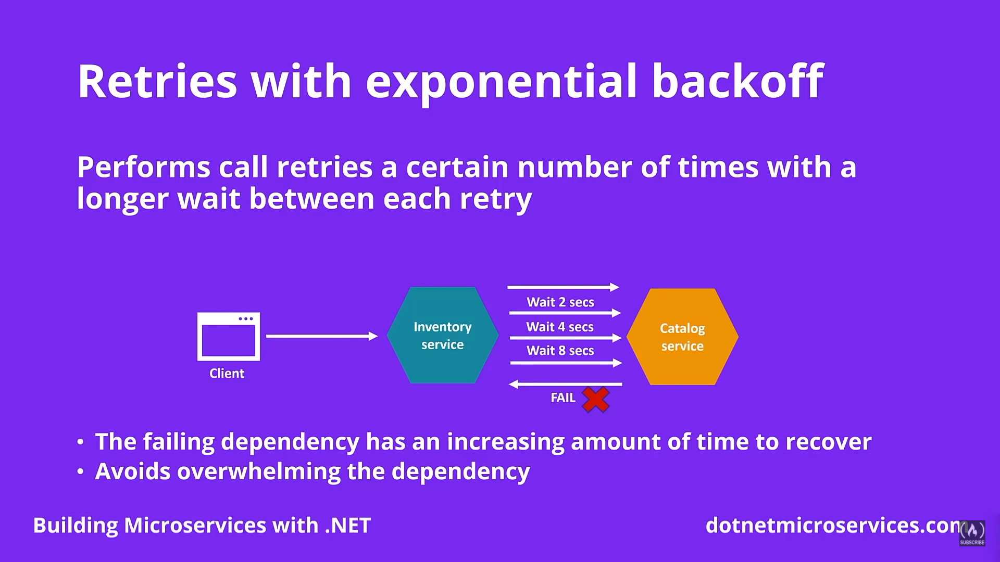 Retries with exponential backoff
Performs call retries a certain number of times with a
longer wait between each retry
Wait 2 secs
Wait 4 secs
Wait 8 secs
Inventory
service
Catalog
service
Client
FAIL
• The failing dependency has an increasing amount of time to recover
• Avoids overwhelming the dependency
Building Microservices with .NET
dotnetmicroservices.com
SUBSCRIBE